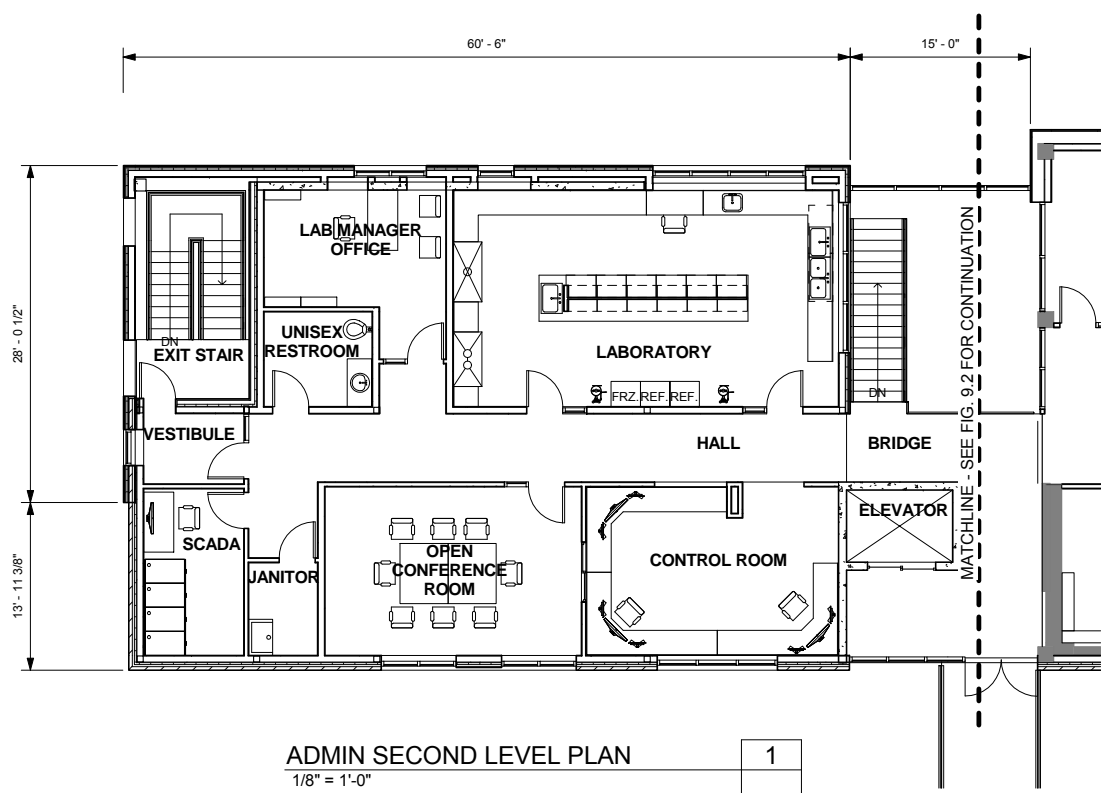 60' - 6"
15' - 0"
28' - 0 1/2"
13' - 11 3/8"
MATCHLINE - SEE FIG. 9.2 FOR CONTINUATION
LAB MANAGER
OFFICE
DN
EXIT STAIR
UNISEX
RESTROOM
LABORATORY
FRZ. REF. REF.
DN
VESTIBULE
HALL
BRIDGE
SCADA
JANITOR
OPEN
CONFERENCE
ROOM
CONTROL ROOM
ELEVATOR
ADMIN SECOND LEVEL PLAN
1
1/8" = 1'-0"